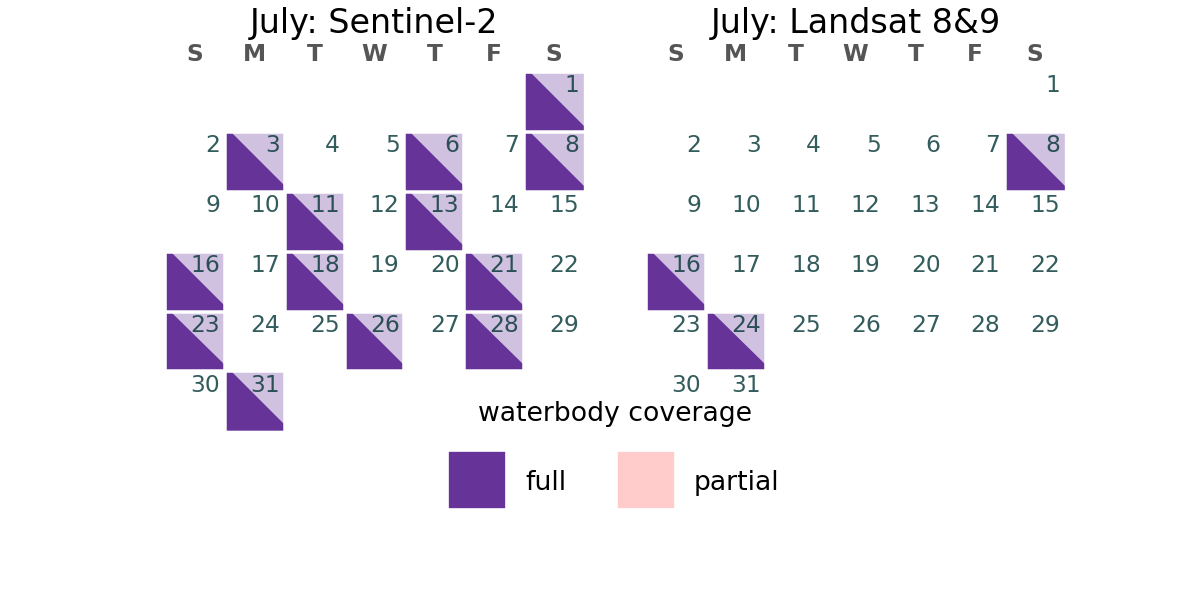 July: Sentinel-2
S M T W T F S
1
2 3 4 5 6 7 8
9 10 11 12 13 14 15
16 17 18 19 20 21 22
23 24 25 26 27 28 29
30 31
July: Landsat 8&9
S M T W T F S
1
2 3 4 5 6 7 8
9 10 11 12 13 14 15
16 17 18 19 20 21 22
23 24 25 26 27 28 29
30 31
waterbody coverage
full partial